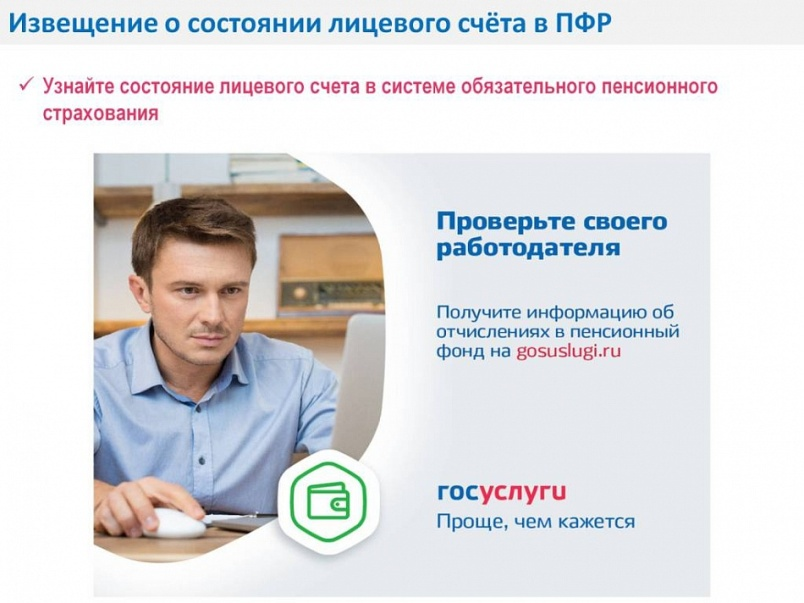 Извещение о состоянии лицевого счёта в ПФР
Узнайте состояние лицевого счета в системе обязательного пенсионного
страхования
Проверьте своего
работодателя
Получите информацию об
отчислениях в пенсионный
фонд на gosuslugi.ru
госуслуги
Проще, чем кажется